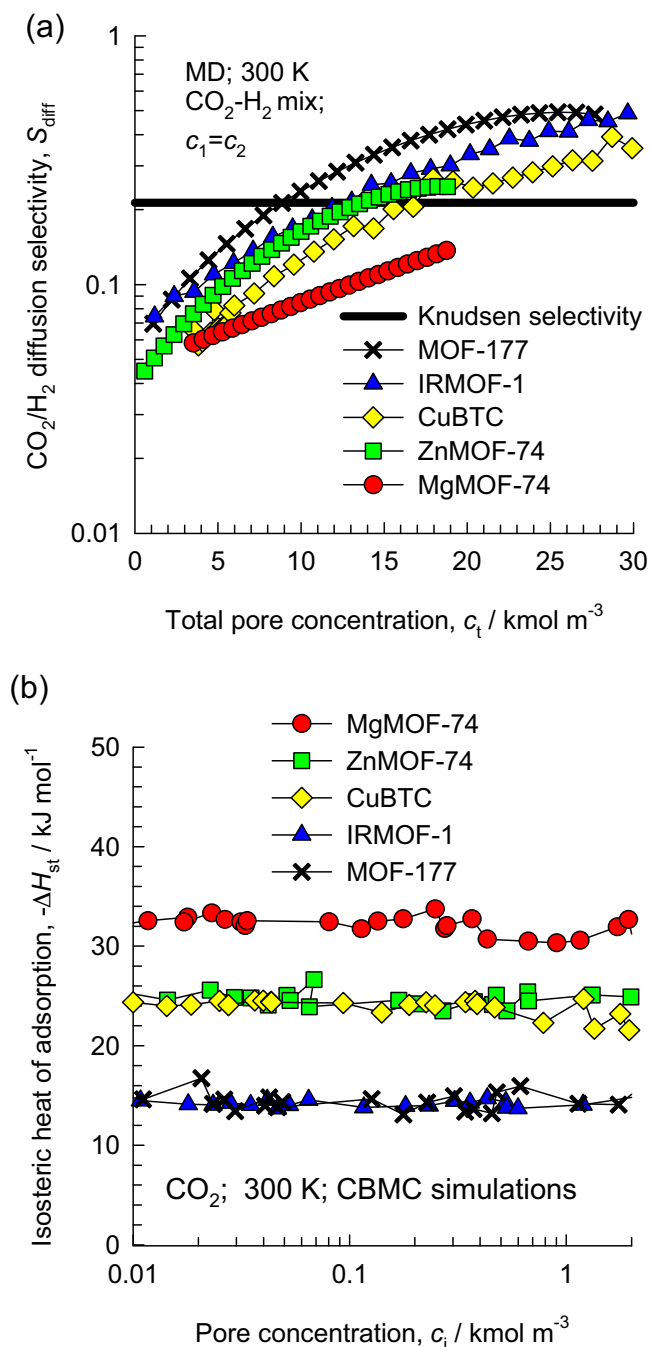 (a)
1
0.1
0.01
CO2/H2 diffusion selectivity, Sdiff
MD; 300 K
CO2-H2 mix;
c1=c2
Knudsen selectivity
MOF-177
IRMOF-1
CuBTC
ZnMOF-74
MgMOF-74
0 5 10 15 20 25 30
Total pore concentration, ct / kmol m-3
(b)
MgMOF-74
ZnMOF-74
CuBTC
IRMOF-1
MOF-177
50
40
30
20
10
0
Isosteric heat of adsorption, -ΔHst / kJ mol-1
CO2; 300 K; CBMC simulations
0.01 0.1 1
Pore concentration, ci / kmol m-3